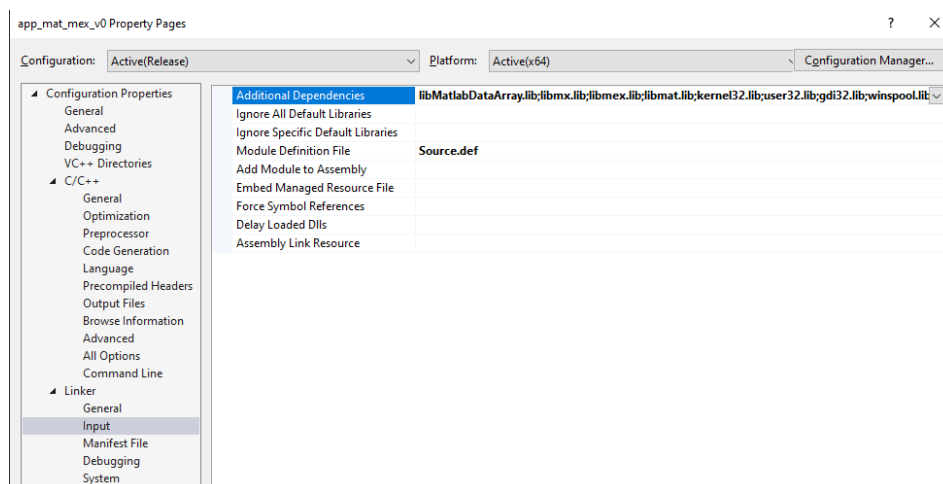 app_mat_mex_v0 Property Pages
?
Configuration: Active(Release) Platform: Active(x64) Configuration Manager...
Configuration Properties
General
Advanced
Debugging
VC++ Directories
C/C++
General
Optimization
Preprocessor
Code Generation
Language
Precompiled Headers
Output Files
Browse Information
Advanced
All Options
Command Line
Linker
General
Input
Manifest File
Debugging
System
Additional Dependencies libMatlabDataArray.lib;libmx.lib;libmex.lib;libmat.lib;kernel32.lib;user32.lib;gdi32.lib;winspool.lib
Ignore All Default Libraries
Ignore Specific Default Libraries
Module Definition File Source.def
Add Module to Assembly
Embed Managed Resource File
Force Symbol References
Delay Loaded Dlls
Assembly Link Resource